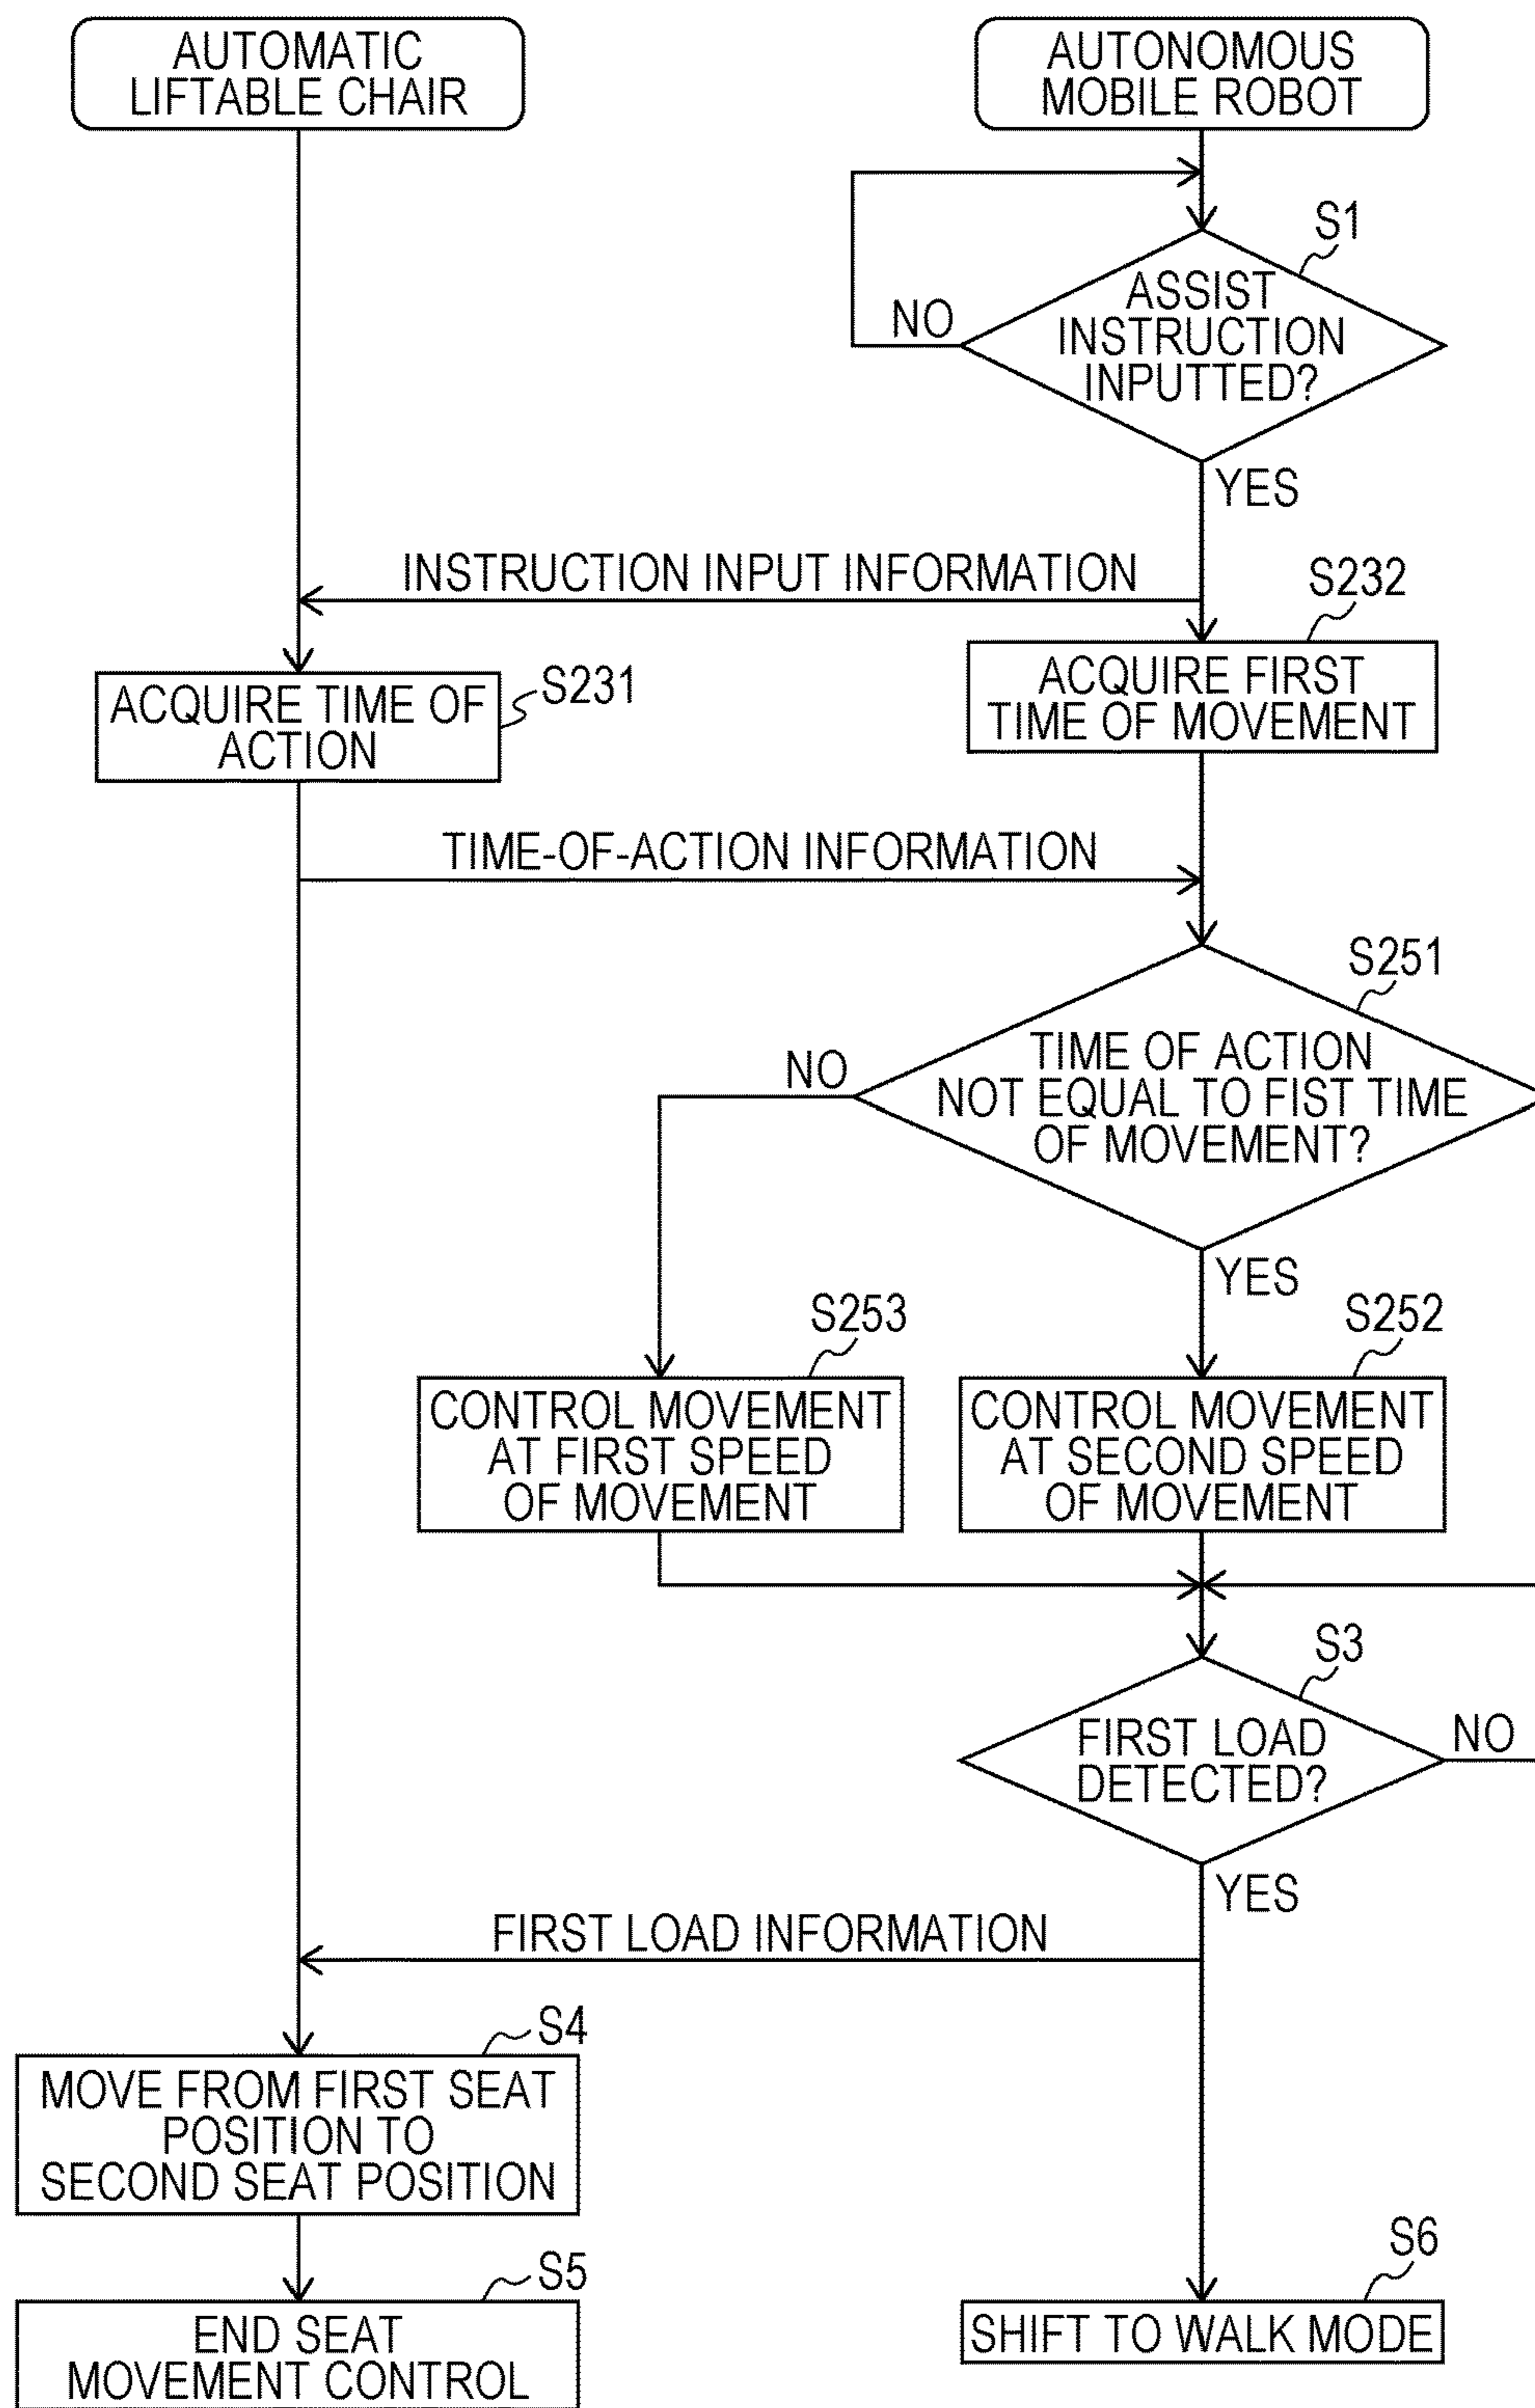 AUTOMATIC
LIFTABLE CHAIR
AUTONOMOUS
MOBILE ROBOT
S1
ASSIST
INSTRUCTION
INPUTTED?
NO
YES
INSTRUCTION INPUT INFORMATION
S232
ACQUIRE FIRST
TIME OF MOVEMENT
S231
ACQUIRE TIME OF
ACTION
TIME-OF-ACTION INFORMATION
S251
TIME OF ACTION
NOT EQUAL TO FIST TIME
OF MOVEMENT?
NO
YES
S253
CONTROL MOVEMENT
AT FIRST SPEED
OF MOVEMENT
S252
CONTROL MOVEMENT
AT SECOND SPEED
OF MOVEMENT
S3
FIRST LOAD
DETECTED?
NO
YES
FIRST LOAD INFORMATION
S4
MOVE FROM FIRST SEAT
POSITION TO
SECOND SEAT POSITION
S5
END SEAT
MOVEMENT CONTROL
S6
SHIFT TO WALK MODE